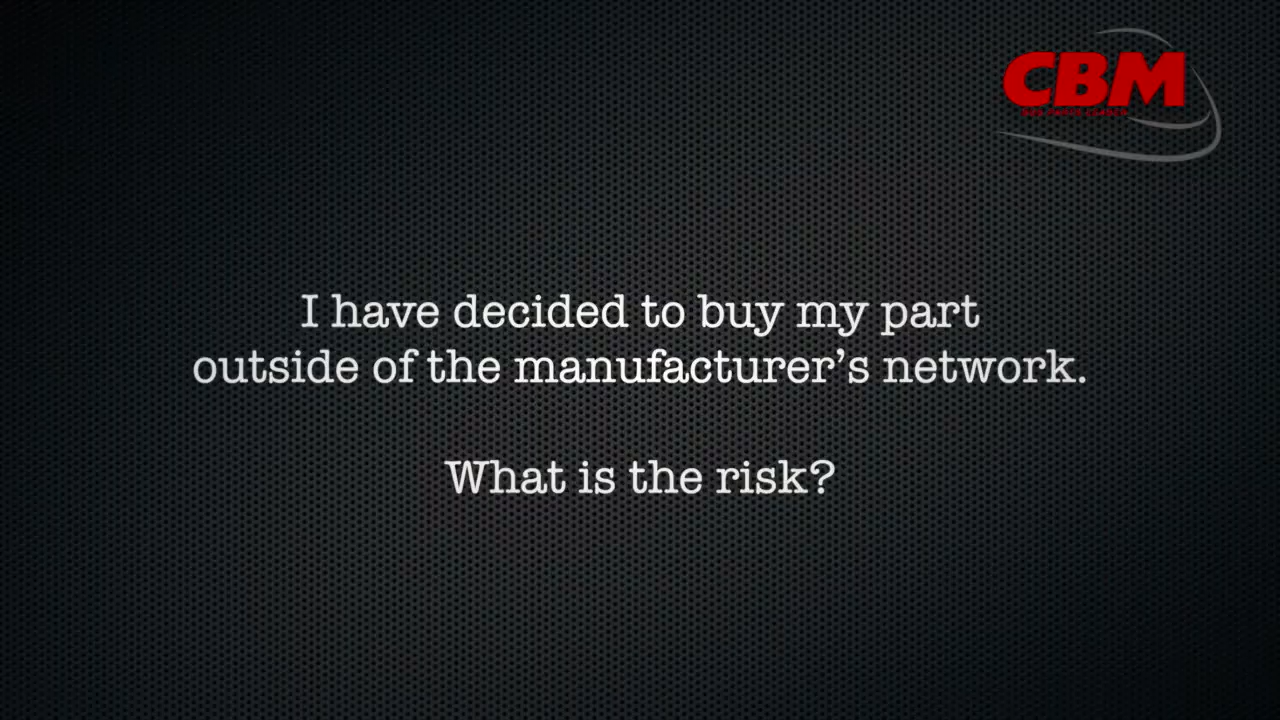 CBM
I have decided to buy my part
outside of the manufacturer's network.
What is the risk?